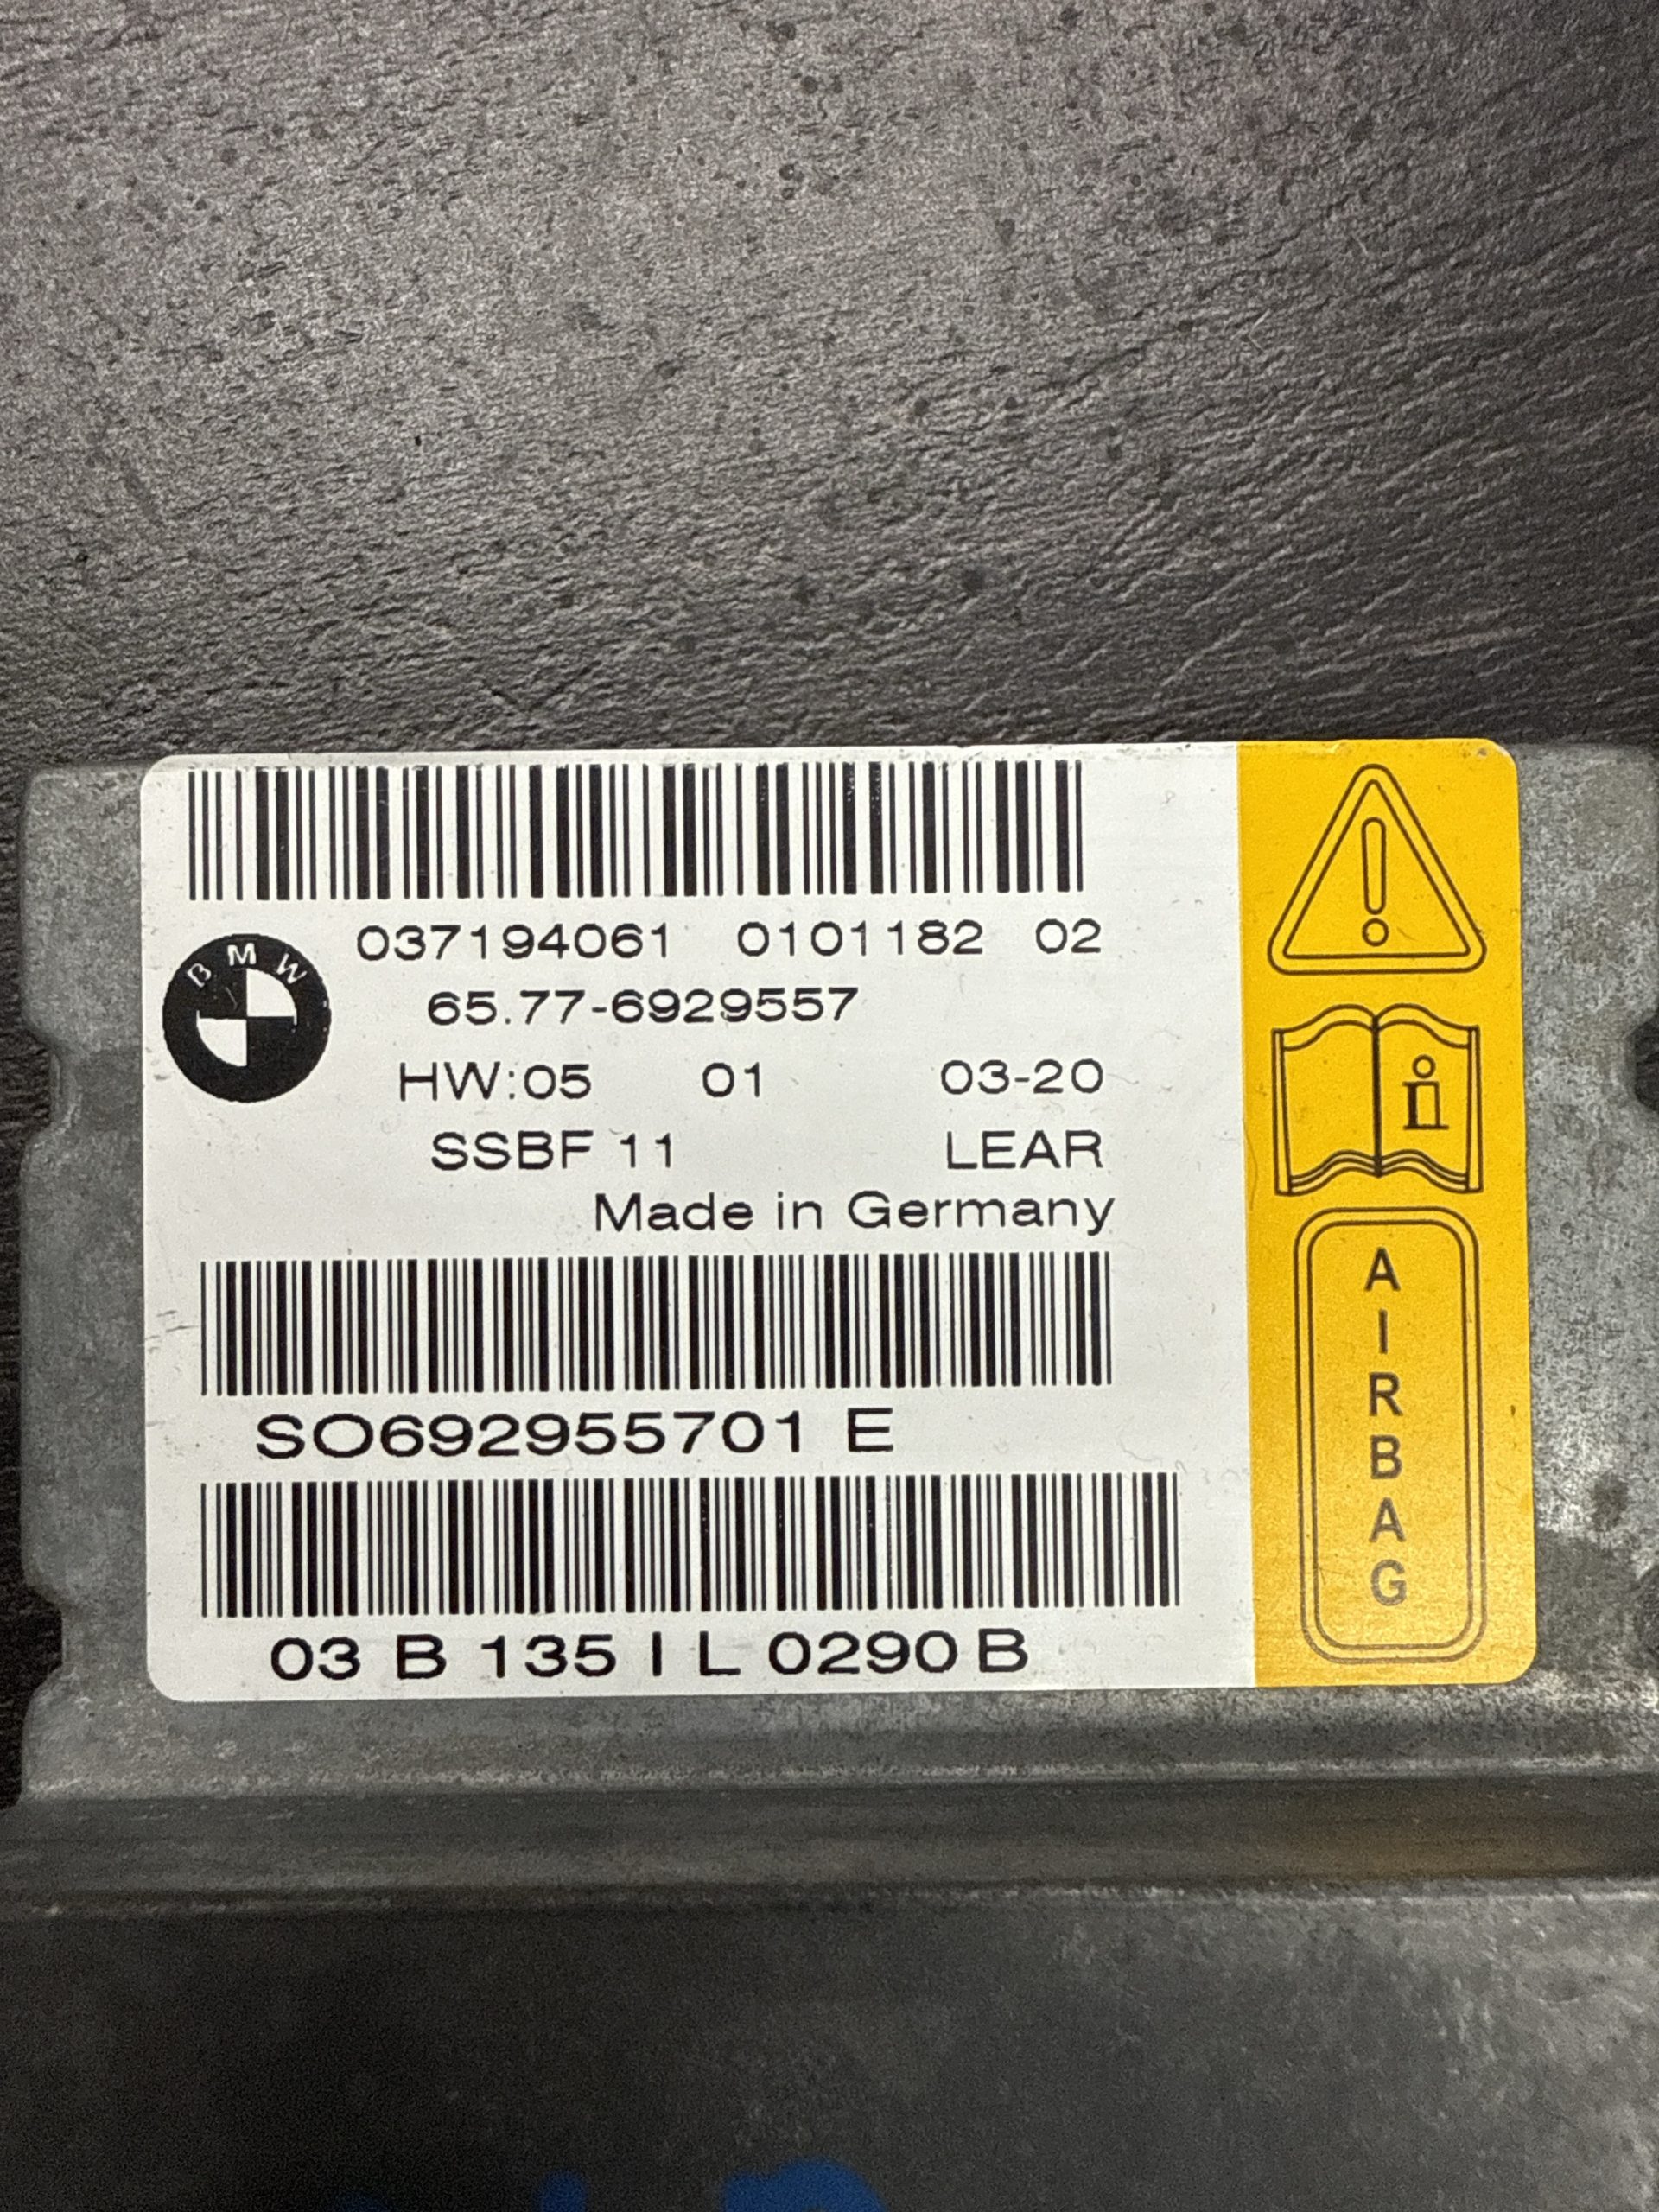 037194061 0101182 02
BMW
65.77-6929557
HW:05 01 03-20
SSBF 11 LEAR
Made in Germany
SO692955701 E
03 B 135 I L 0290 B
i
AIRBAG